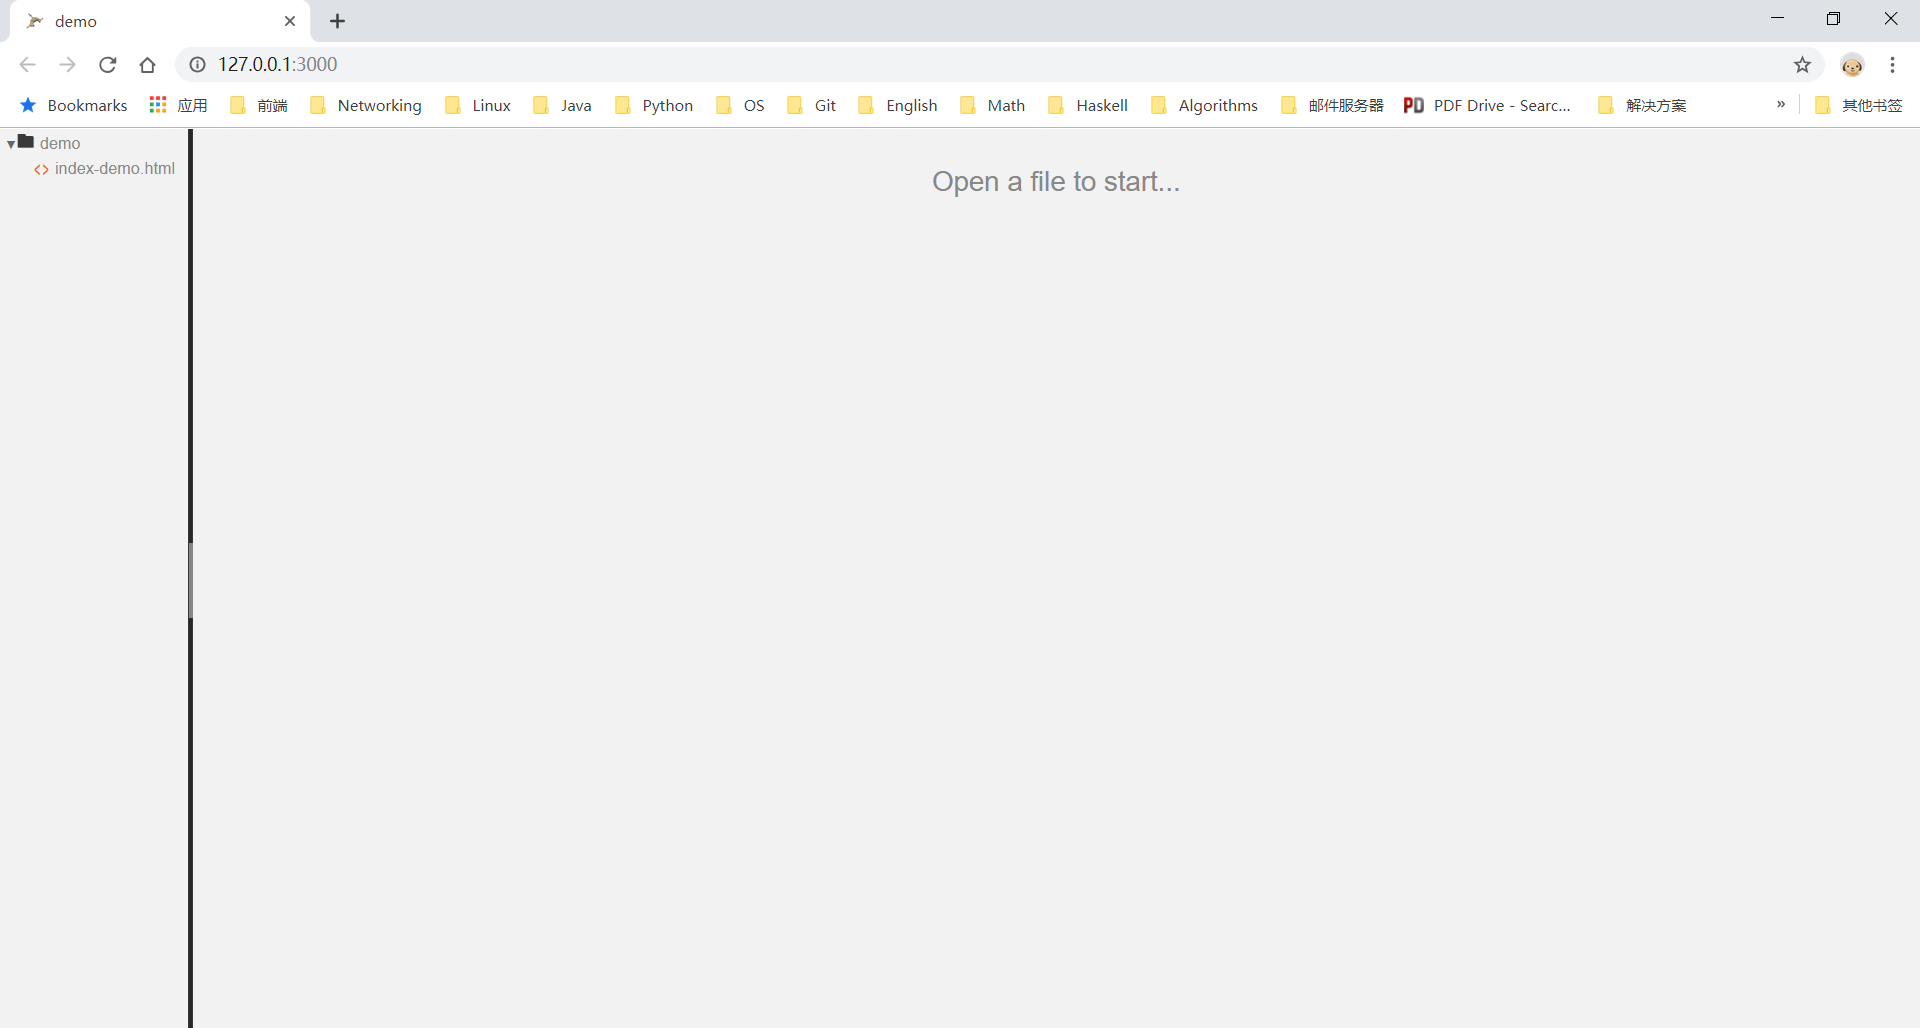 demo
127.0.0.1:3000
Bookmarks 应用 前端 Networking Linux Java Python OS Git English Math Haskell Algorithms 邮件服务器 PD PDF Drive - Searc... 解决方案 » 其他书签
demo
index-demo.html
Open a file to start...